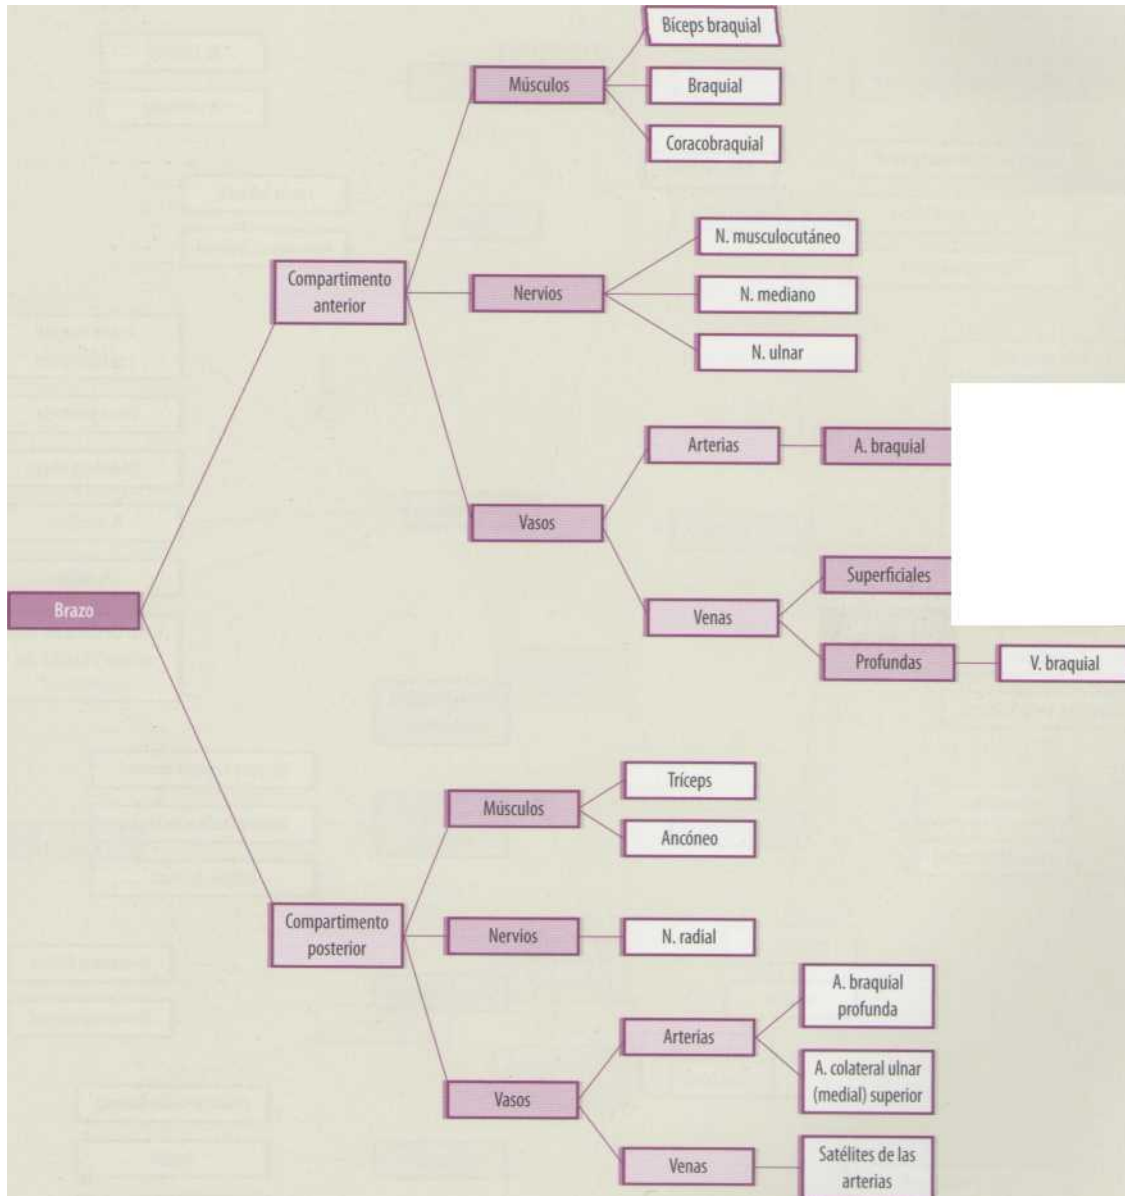 Bíceps braquial
Músculos
Braquial
Coracobraquial
N. musculocutáneo
Compartimento
anterior
Nervios
N. mediano
N. ulnar
Arterias
A. braquial
Vasos
Superficiales
Brazo
Venas
Profundas
V. braquial
Tríceps
Músculos
Ancóneo
Compartimento
posterior
Nervios
N. radial
A. braquial
profunda
Arterias
A. colateral ulnar
(medial) superior
Vasos
Venas
Satélites de las
arterias